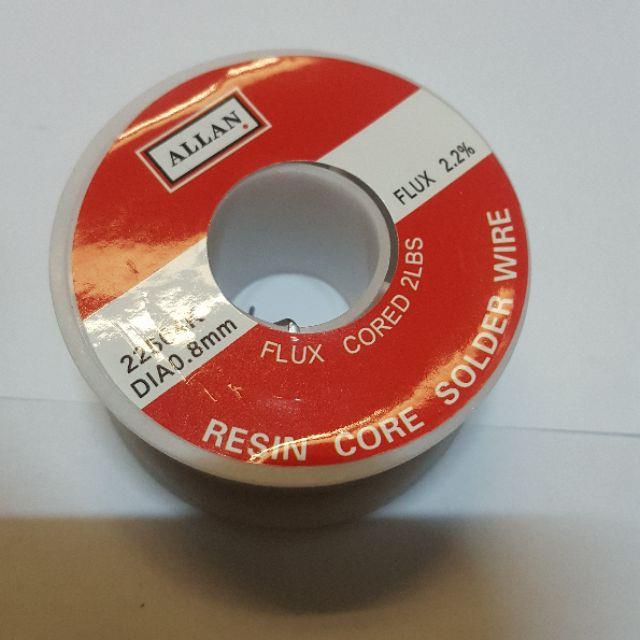 ALLAN.
FLUX 2.2%
DIA0.8mm
FLUX CORED 2LBS
RESIN CORE SOLDER WIRE